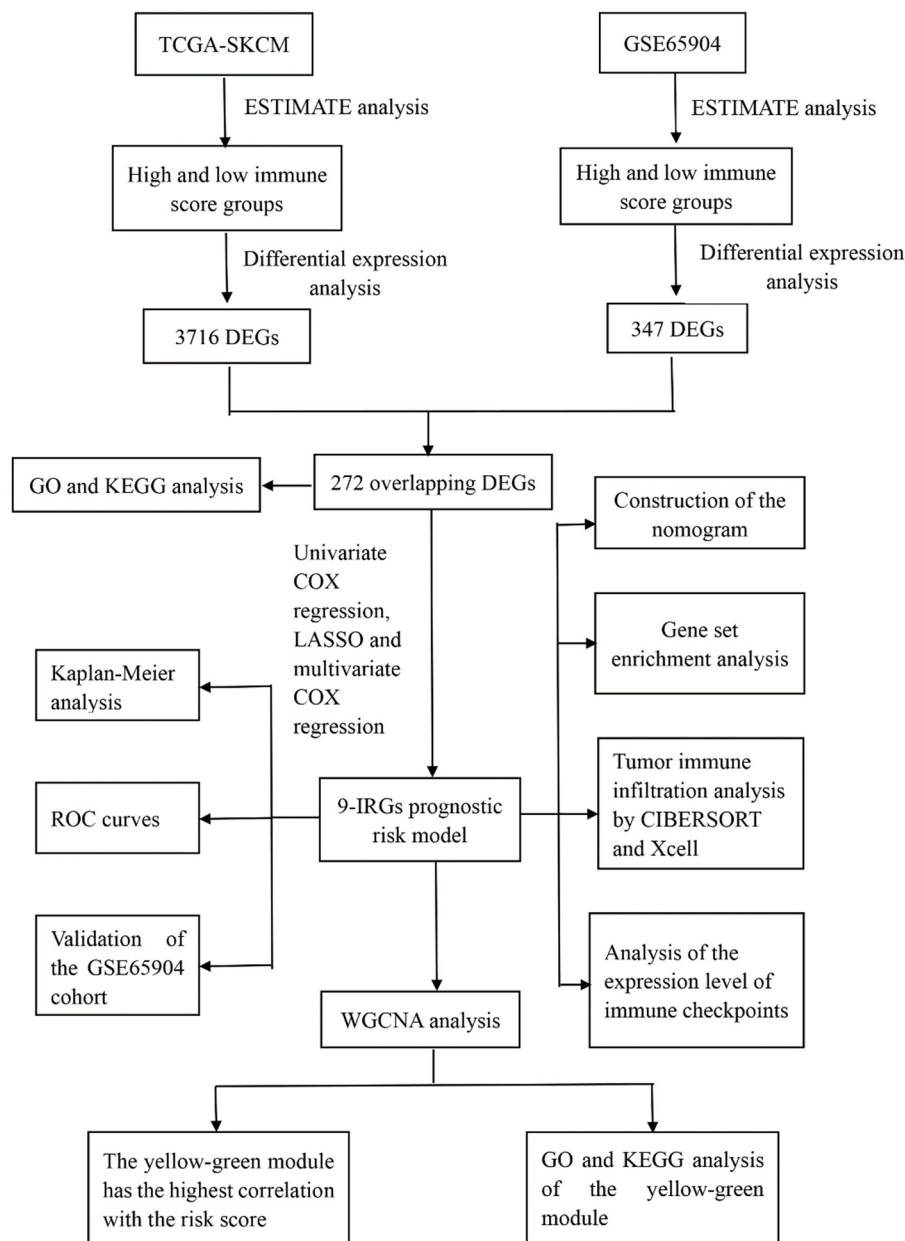 TCGA-SKCM
GSE65904
ESTIMATE analysis
ESTIMATE analysis
High and low immune
score groups
High and low immune
score groups
Differential expression
analysis
Differential expression
analysis
3716 DEGs
347 DEGs
GO and KEGG analysis
272 overlapping DEGs
Construction of the
nomogram
Univariate
COX
regression,
LASSO and
multivariate
COX
regression
Gene set
enrichment analysis
Kaplan-Meier
analysis
ROC curves
9-IRGs prognostic
risk model
Tumor immune
infiltration analysis
by CIBERSORT
and Xcell
Validation of
the GSE65904
cohort
Analysis of the
expression level of
immune checkpoints
WGCNA analysis
The yellow-green module
has the highest correlation
with the risk score
GO and KEGG analysis
of the yellow-green
module